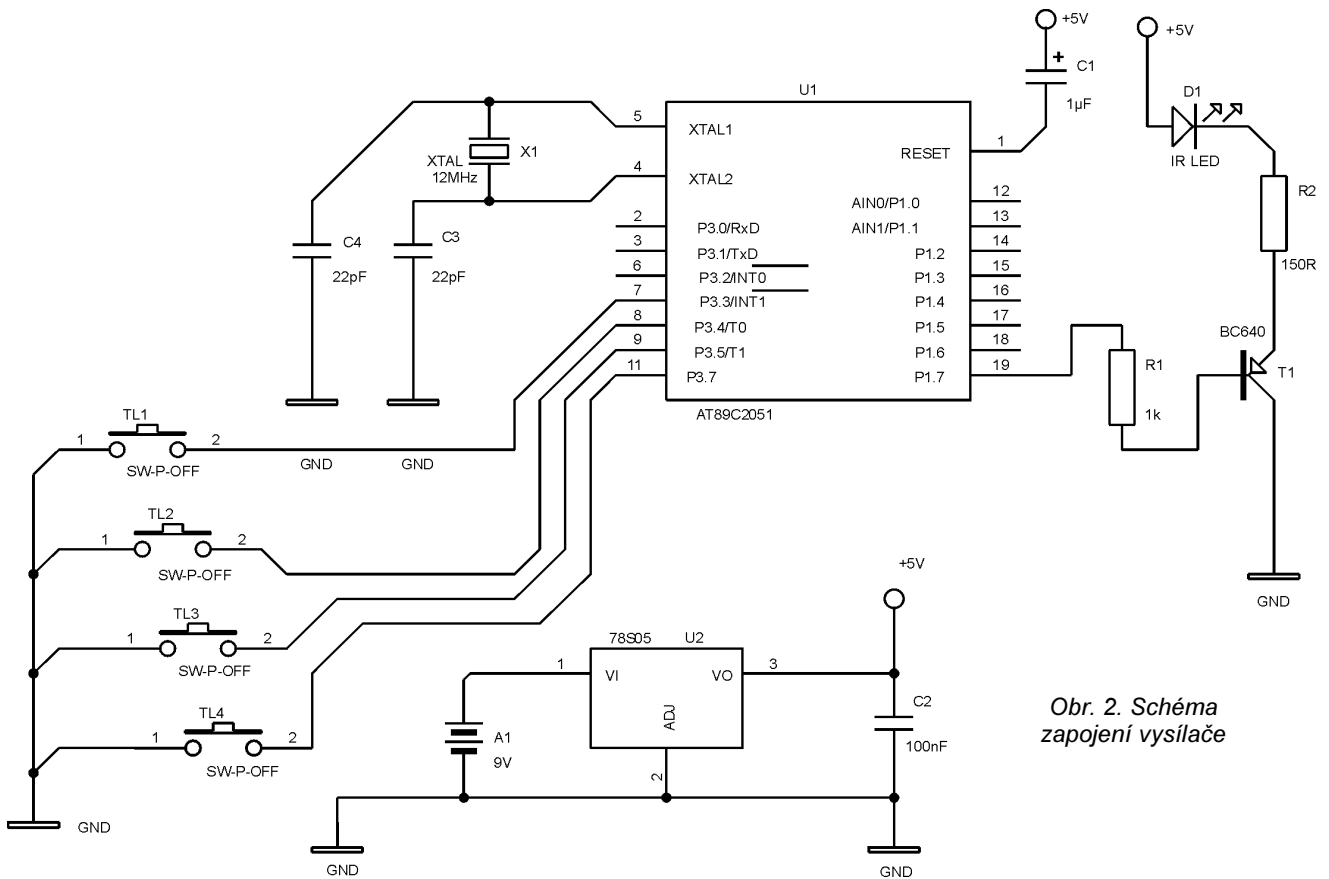 +5V
+5V
+
C1
1µF
U1
D1
IR LED
5
XTAL1
X1
XTAL
12MHz
4
XTAL2
RESET
1
R2
150R
C4
22pF
C3
22pF
2
P3.0/RxD
3
P3.1/TxD
6
P3.2/INT0
7
P3.3/INT1
8
P3.4/T0
9
P3.5/T1
11
P3.7
AIN0/P1.0
12
AIN1/P1.1
13
P1.2
14
P1.3
15
P1.4
16
P1.5
17
P1.6
18
P1.7
19
AT89C2051
R1
1k
BC640
T1
GND
GND
GND
TL1
1
2
SW-P-OFF
TL2
1
2
SW-P-OFF
TL3
1
2
SW-P-OFF
TL4
1
2
SW-P-OFF
GND
+5V
78S05
U2
1
VI
VO
3
ADJ
2
A1
9V
C2
100nF
GND
GND
Obr. 2. Schéma
zapojení vysílače